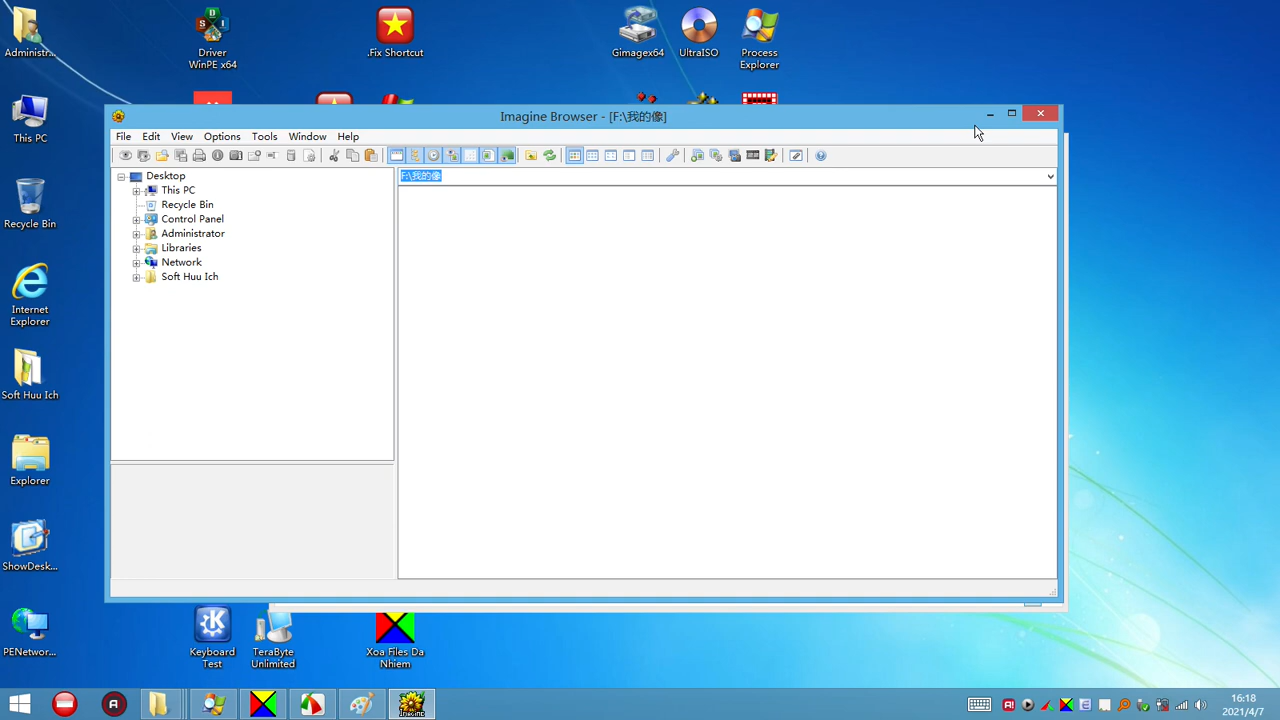 Administr...
Driver
WinPE x64
.Fix Shortcut
Gimagex64
UltraISO
Process
Explorer
This PC
Recycle Bin
Internet
Explorer
Soft Huu Ich
Explorer
ShowDesk...
PENetwor...
Imagine Browser - [F:\我的像]
File Edit View Options Tools Window Help
F:\我的像
Desktop
This PC
Recycle Bin
Control Panel
Administrator
Libraries
Network
Soft Huu Ich
Keyboard
Test
TeraByte
Unlimited
Xoa Files Da
Nhiem
16:18
2021/4/7